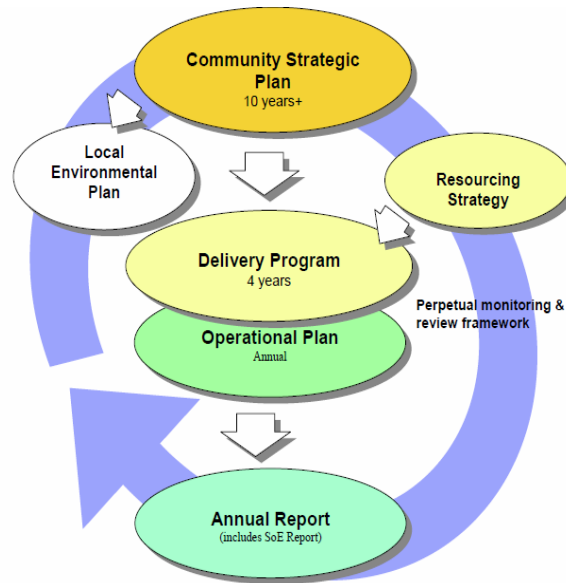 Community Strategic
Plan
10 years+
Local
Environmental
Plan
Resourcing
Strategy
Delivery Program
4 years
Perpetual monitoring &
review framework
Operational Plan
Annual
Annual Report
(includes SoE Report)